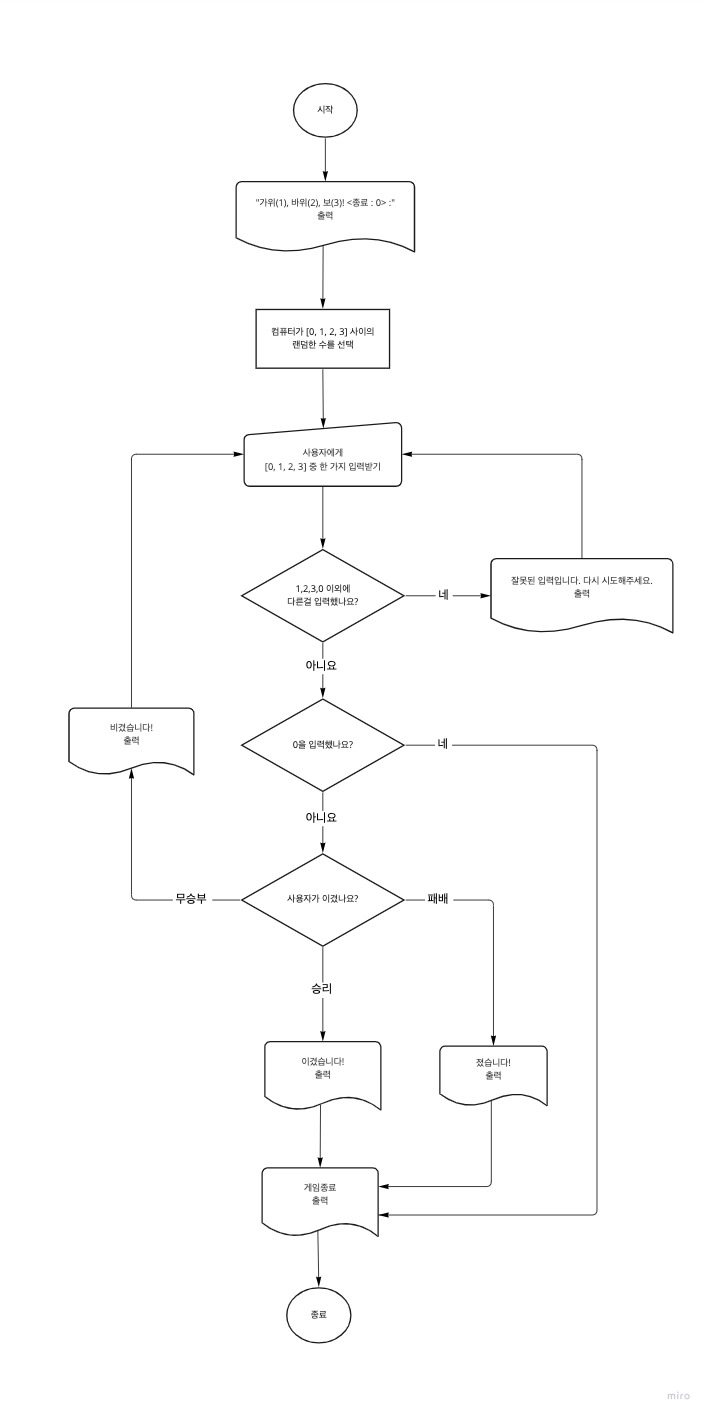 시작
"가위(1), 바위(2), 보(3)! <종료 : 0> :"
출력
컴퓨터가 [0, 1, 2, 3] 사이의
랜덤한 수를 선택
사용자에게
[0, 1, 2, 3] 중 한 가지 입력받기
1,2,3,0 이외에
다른걸 입력했나요?
네
잘못된 입력입니다. 다시 시도해주세요.
출력
아니요
비겼습니다!
출력
0을 입력했나요?
네
아니요
무승부
사용자가 이겼나요?
패배
승리
이겼습니다!
출력
졌습니다!
출력
게임종료
출력
종료
miro